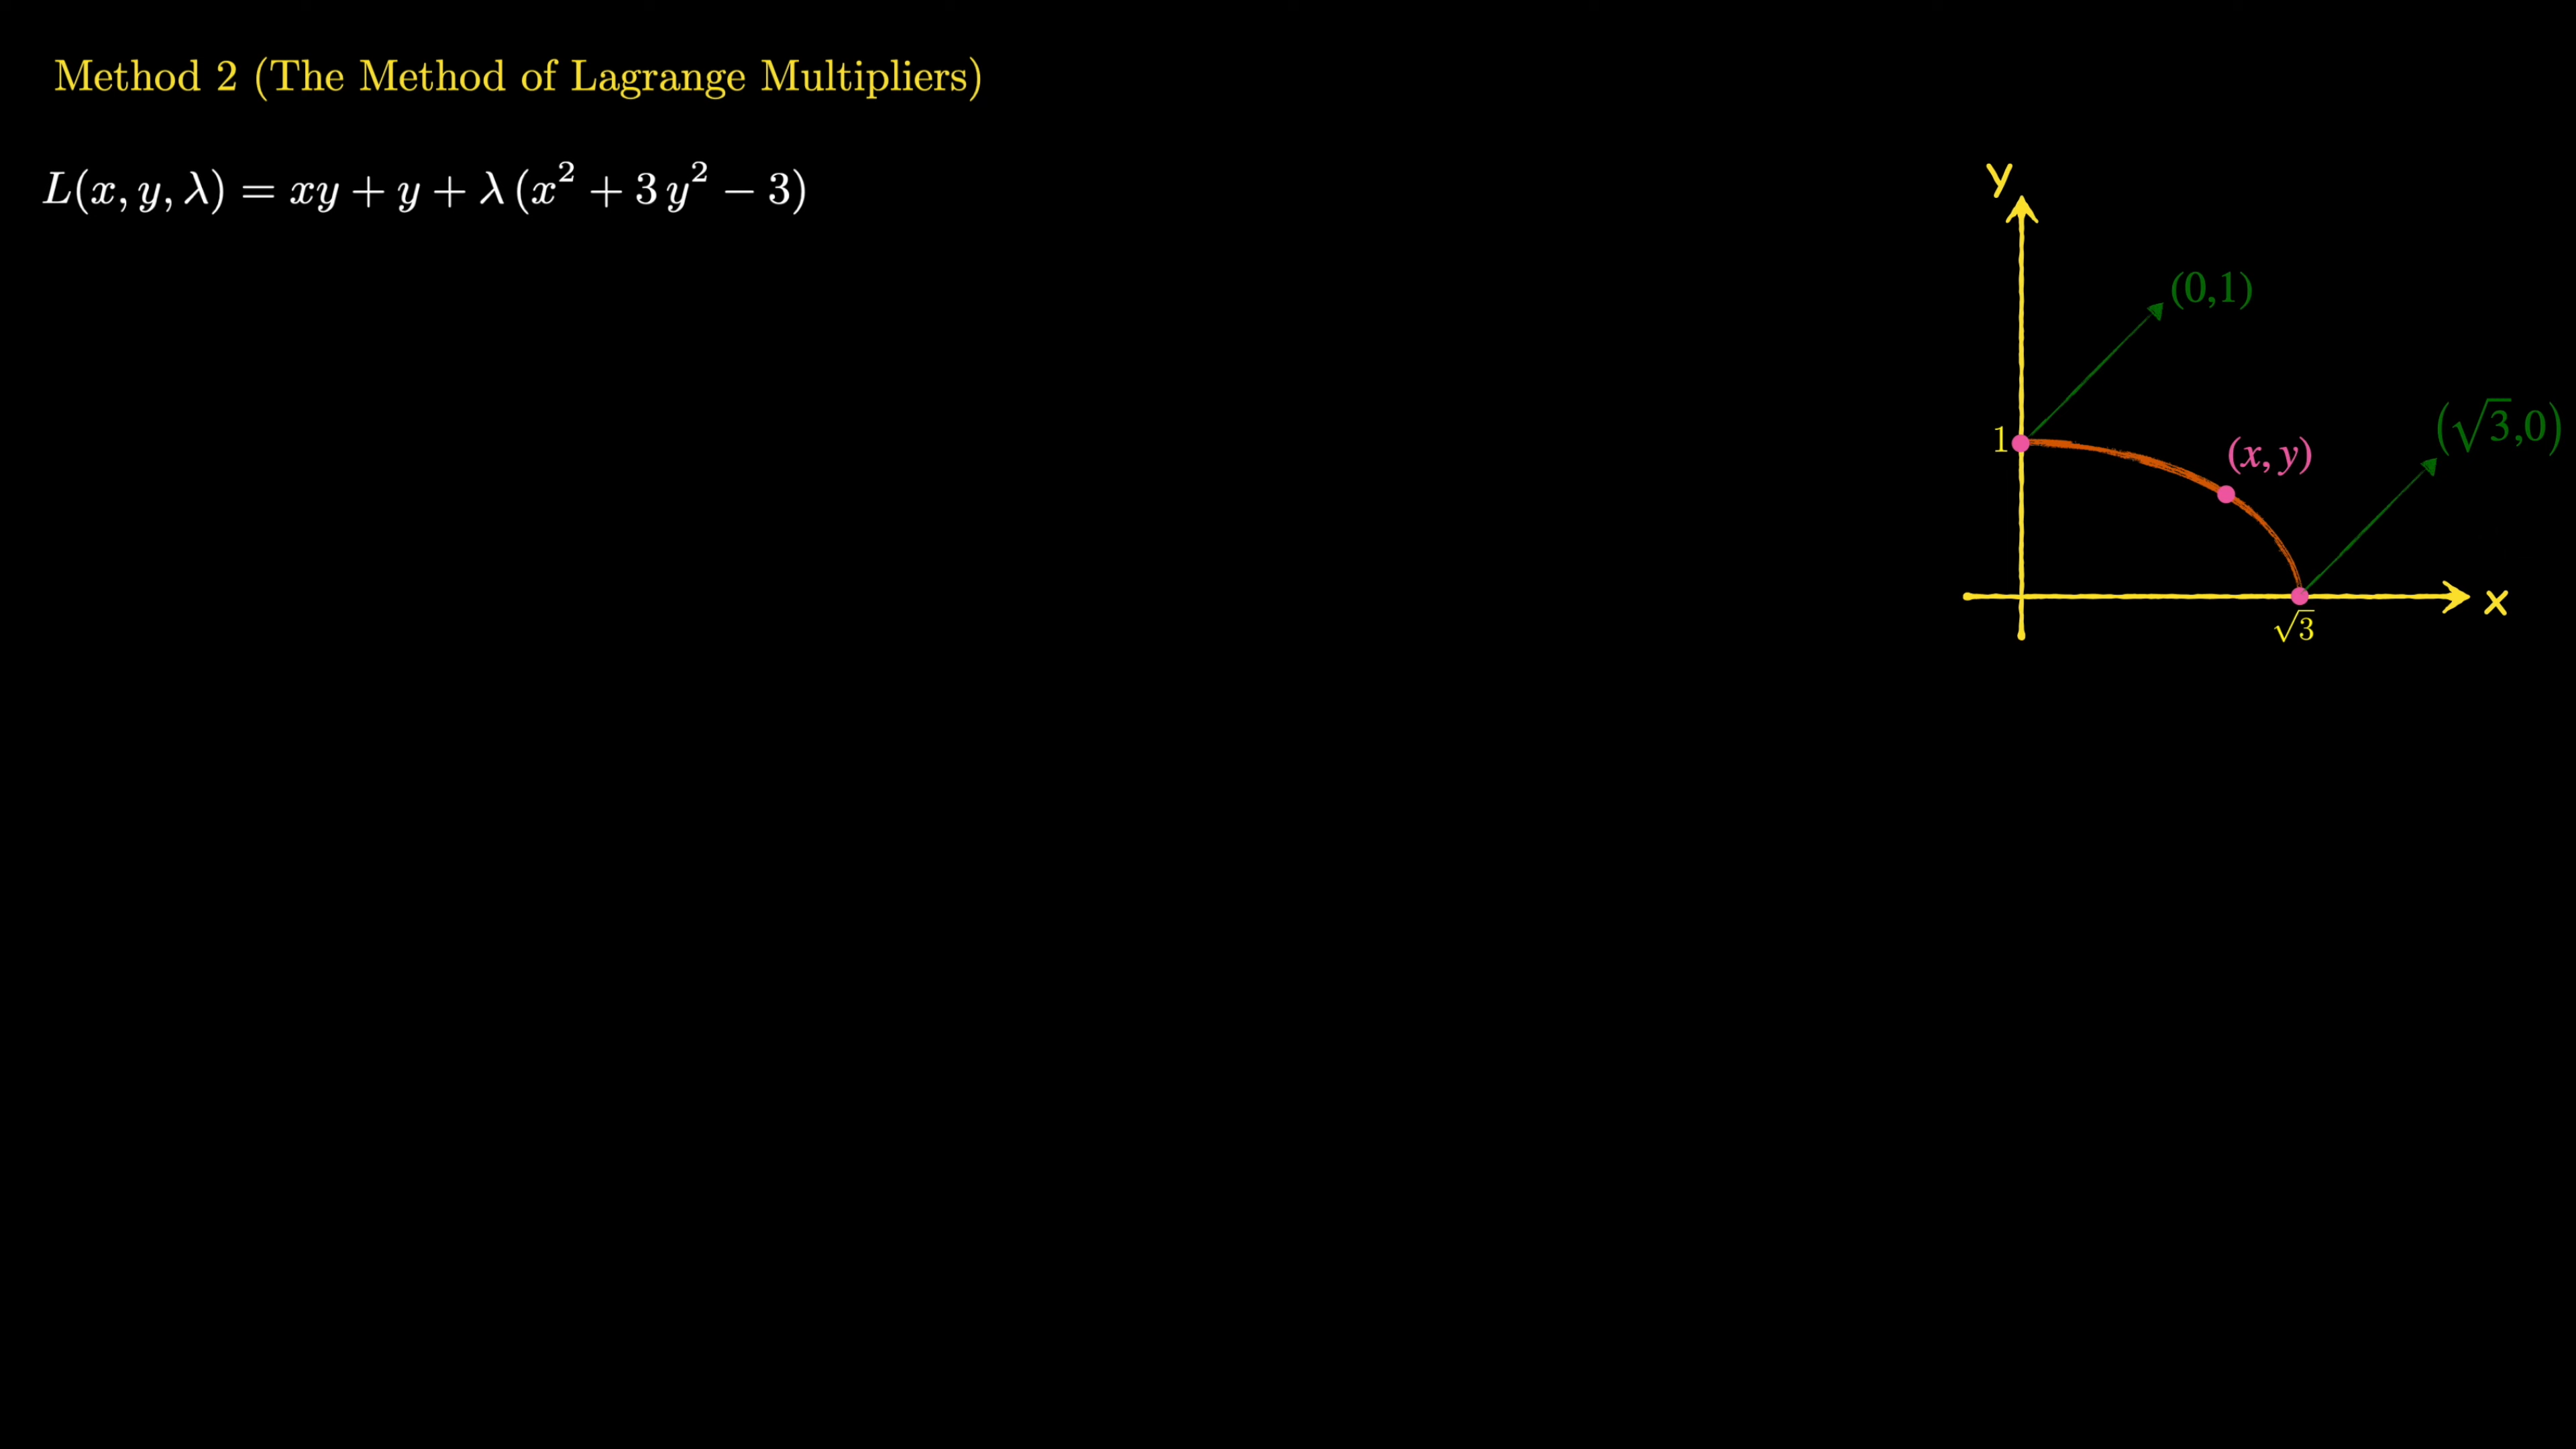 Method 2 (The Method of Lagrange Multipliers)
L(x, y, λ) = xy + y + λ (x² + 3 y² − 3)
y
(0,1)
(√3,0)
1
(x, y)
x
√3